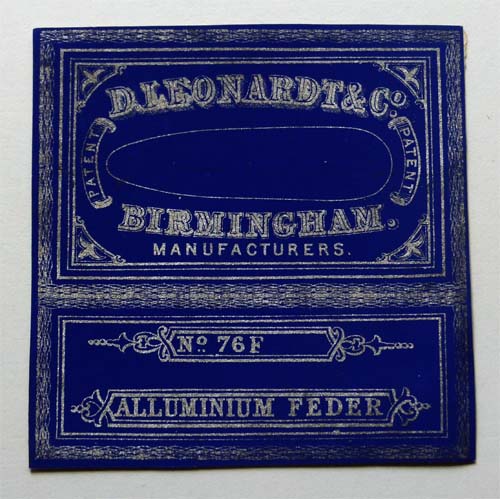 D. LEONARDT & Co.
PATENT
PATENT
BIRMINGHAM.
MANUFACTURERS.
No. 76F
ALLUMINIUM FEDER